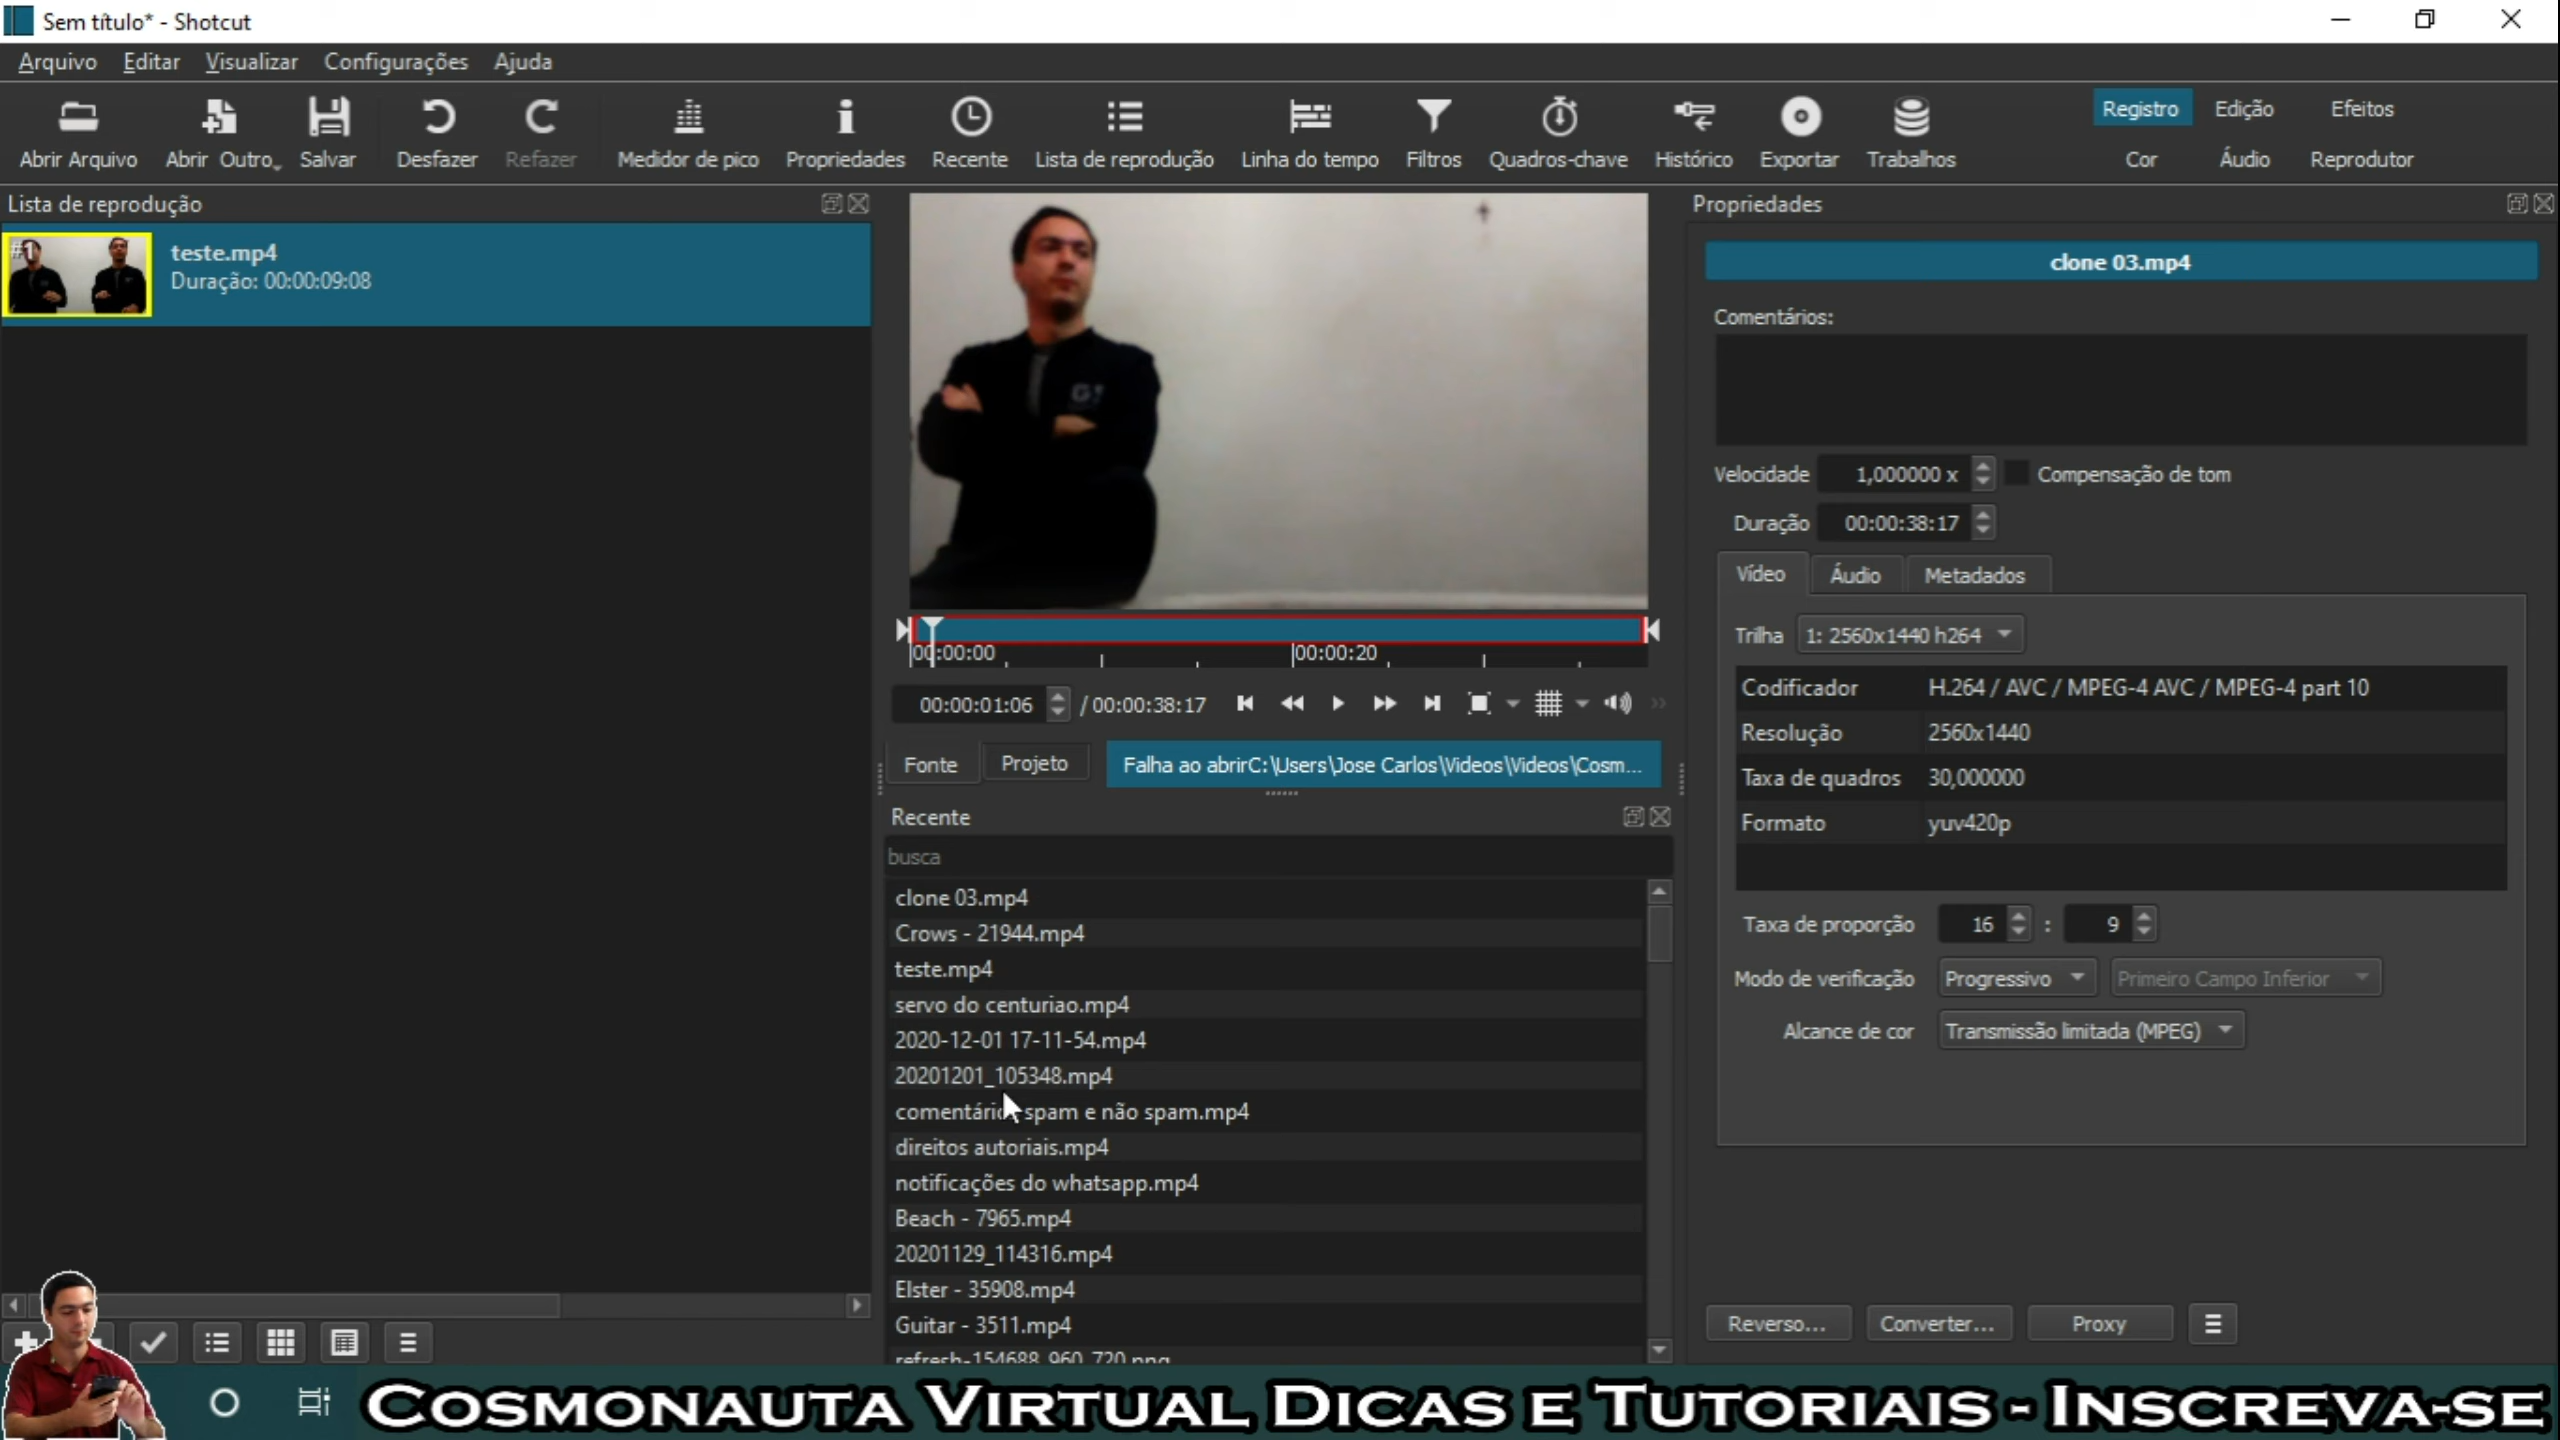 Sem título* - Shotcut
Arquivo Editar Visualizar Configurações Ajuda
Abrir Arquivo Abrir Outro Salvar Desfazer Refazer Medidor de pico Propriedades Recente Lista de reprodução Linha do tempo Filtros Quadros-chave Histórico Exportar Trabalhos
Registro Edição Efeitos
Cor Áudio Reprodutor
Lista de reprodução
#1
teste.mp4
Duração: 00:00:09:08
00:00:00 00:00:20
00:00:01:06 / 00:00:38:17
Fonte Projeto Falha ao abrirC:\Users\Jose Carlos\Videos\Videos\Cosm...
Recente
busca
clone 03.mp4
Crows - 21944.mp4
teste.mp4
servo do centuriao.mp4
2020-12-01 17-11-54.mp4
20201201_105348.mp4
comentário spam e não spam.mp4
direitos autoriais.mp4
notificações do whatsapp.mp4
Beach - 7965.mp4
20201129_114316.mp4
Elster - 35908.mp4
Guitar - 3511.mp4
refresh-154688_960_720.png
Propriedades
clone 03.mp4
Comentários:
Velocidade 1,000000 x Compensação de tom
Duração 00:00:38:17
Vídeo Áudio Metadados
Trilha 1: 2560x1440 h264
Codificador H.264 / AVC / MPEG-4 AVC / MPEG-4 part 10
Resolução 2560x1440
Taxa de quadros 30,000000
Formato yuv420p
Taxa de proporção 16 : 9
Modo de verificação Progressivo Primeiro Campo Inferior
Alcance de cor Transmissão limitada (MPEG)
Reverso... Converter... Proxy
COSMONAUTA VIRTUAL DICAS E TUTORIAIS - INSCREVA-SE